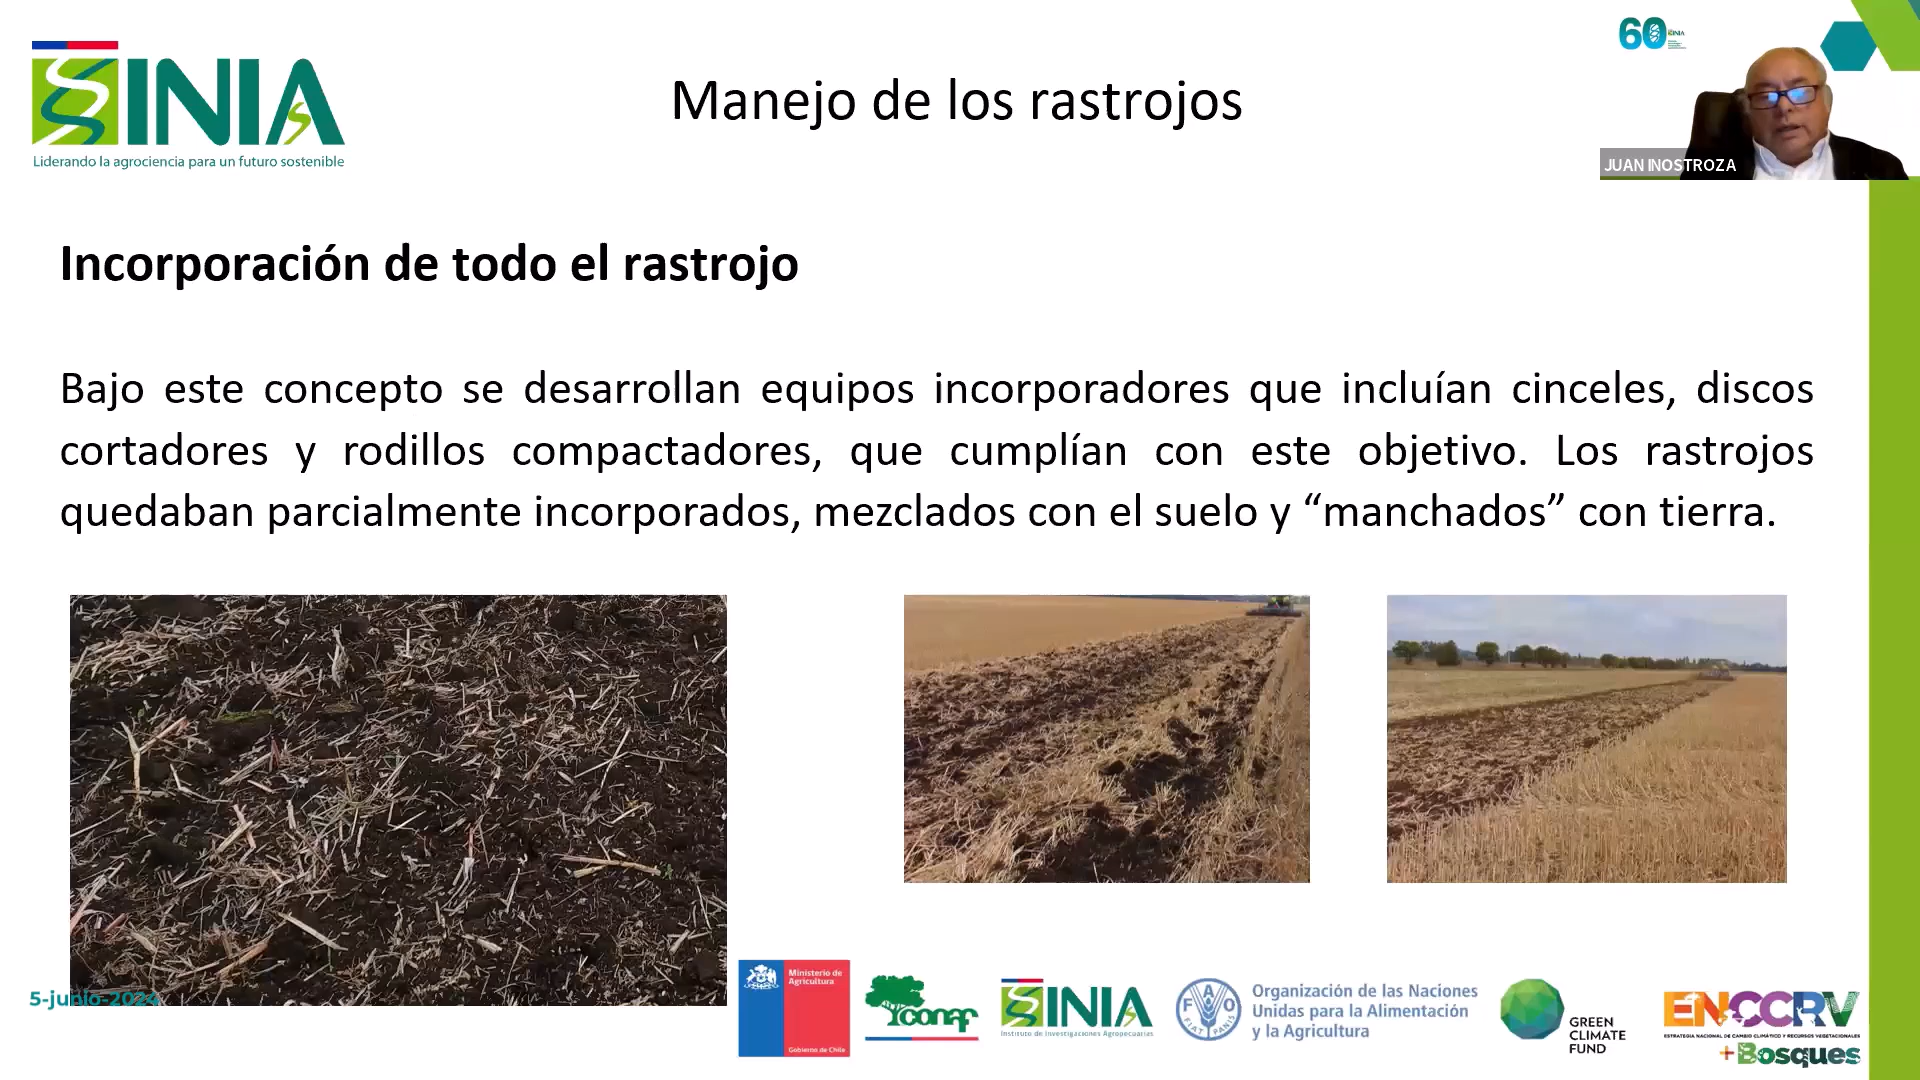 INIA
Liderando la agrociencia para un futuro sostenible
Manejo de los rastrojos
60
INIA
JUAN INOSTROZA
Incorporación de todo el rastrojo
Bajo este concepto se desarrollan equipos incorporadores que incluían cinceles, discos
cortadores y rodillos compactadores, que cumplían con este objetivo. Los rastrojos
quedaban parcialmente incorporados, mezclados con el suelo y “manchados” con tierra.
5-junio-2024
Ministerio de
Agricultura
Gobierno de Chile
conaf
INIA
Instituto de Investigaciones Agropecuarias
FAO
FIAT PANIS
Organización de las Naciones
Unidas para la Alimentación
y la Agricultura
GREEN
CLIMATE
FUND
ENCCRV
ESTRATEGIA NACIONAL DE CAMBIO CLIMÁTICO Y RECURSOS VEGETACIONALES
+Bosques